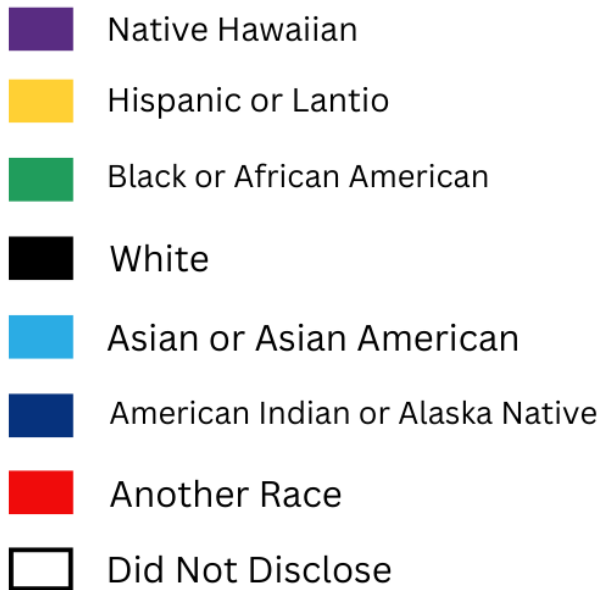 Native Hawaiian
Hispanic or Lantio
Black or African American
White
Asian or Asian American
American Indian or Alaska Native
Another Race
Did Not Disclose